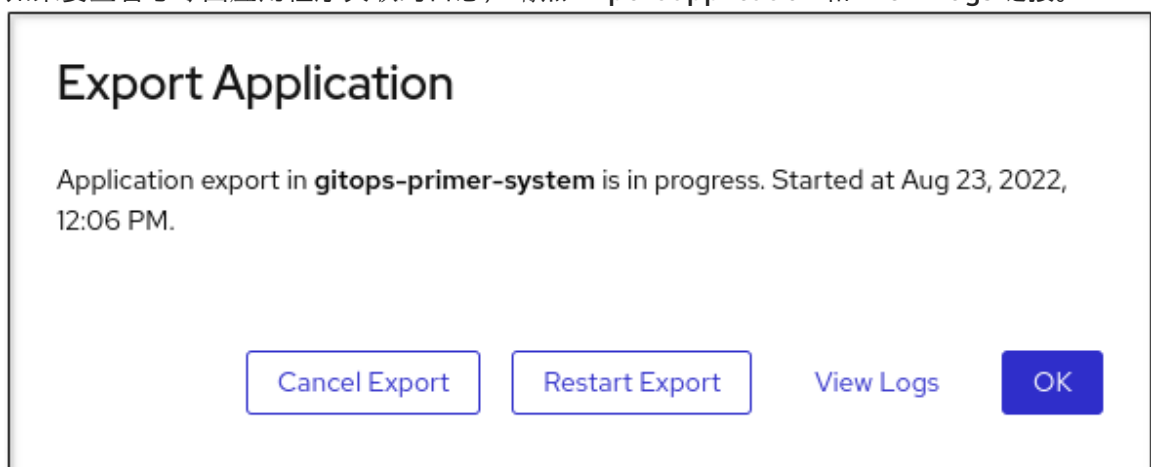 Export Application
Application export in gitops-primer-system is in progress. Started at Aug 23, 2022,
12:06 PM.
Cancel Export
Restart Export
View Logs
OK